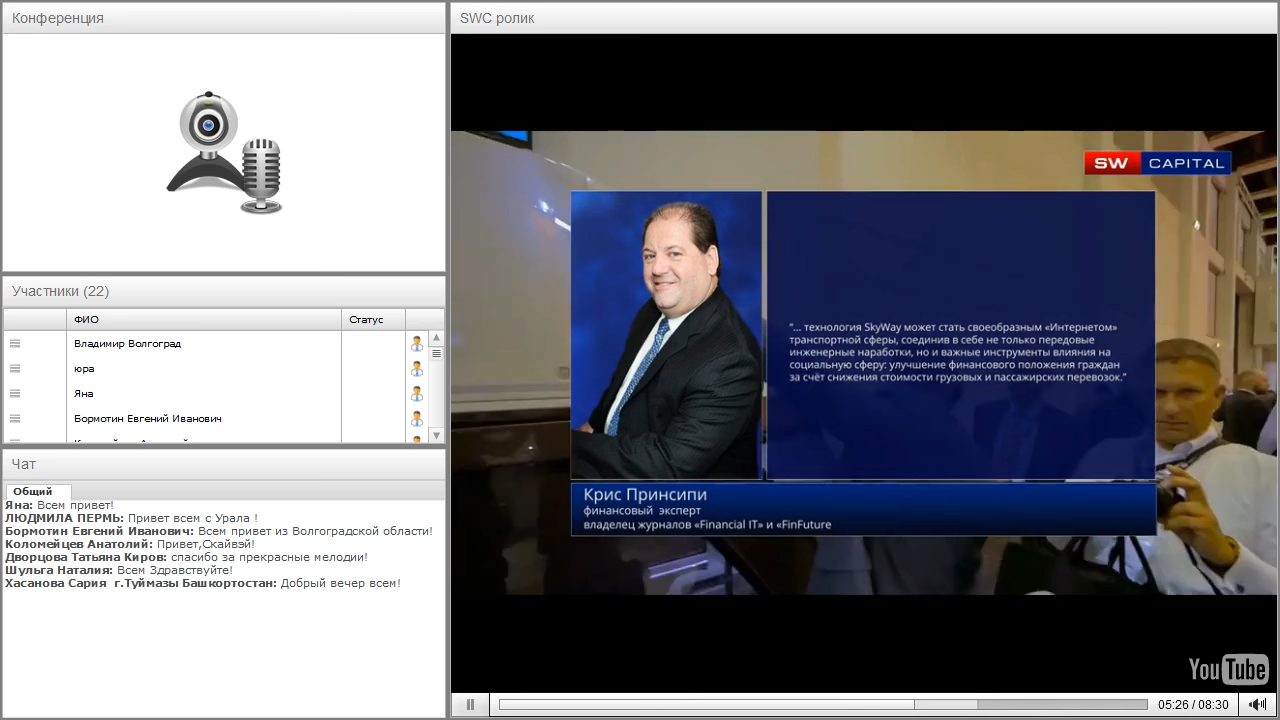 Конференция
Участники (22)
ФИО
Статус
Владимир Волгоград
юра
Яна
Бормотин Евгений Иванович
Чат
Общий
Яна: Всем привет!
ЛЮДМИЛА ПЕРМЬ: Привет всем с Урала !
Бормотин Евгений Иванович: Всем привет из Волгоградской области!
Коломейцев Анатолий: Привет,Скайвэй!
Дворцова Татьяна Киров: спасибо за прекрасные мелодии!
Шульга Наталия: Всем Здравствуйте!
Хасанова Сария г.Туймазы Башкортостан: Добрый вечер всем!
SWC ролик
SW CAPITAL
"... технология SkyWay может стать своеобразным «Интернетом»
транспортной сферы, соединив в себе не только передовые
инженерные наработки, но и важные инструменты влияния на
социальную сферу: улучшение финансового положения граждан
за счёт снижения стоимости грузовых и пассажирских перевозок."
Крис Принсипи
финансовый эксперт
владелец журналов «Financial IT» и «FinFuture
YouTube
05:26 / 08:30